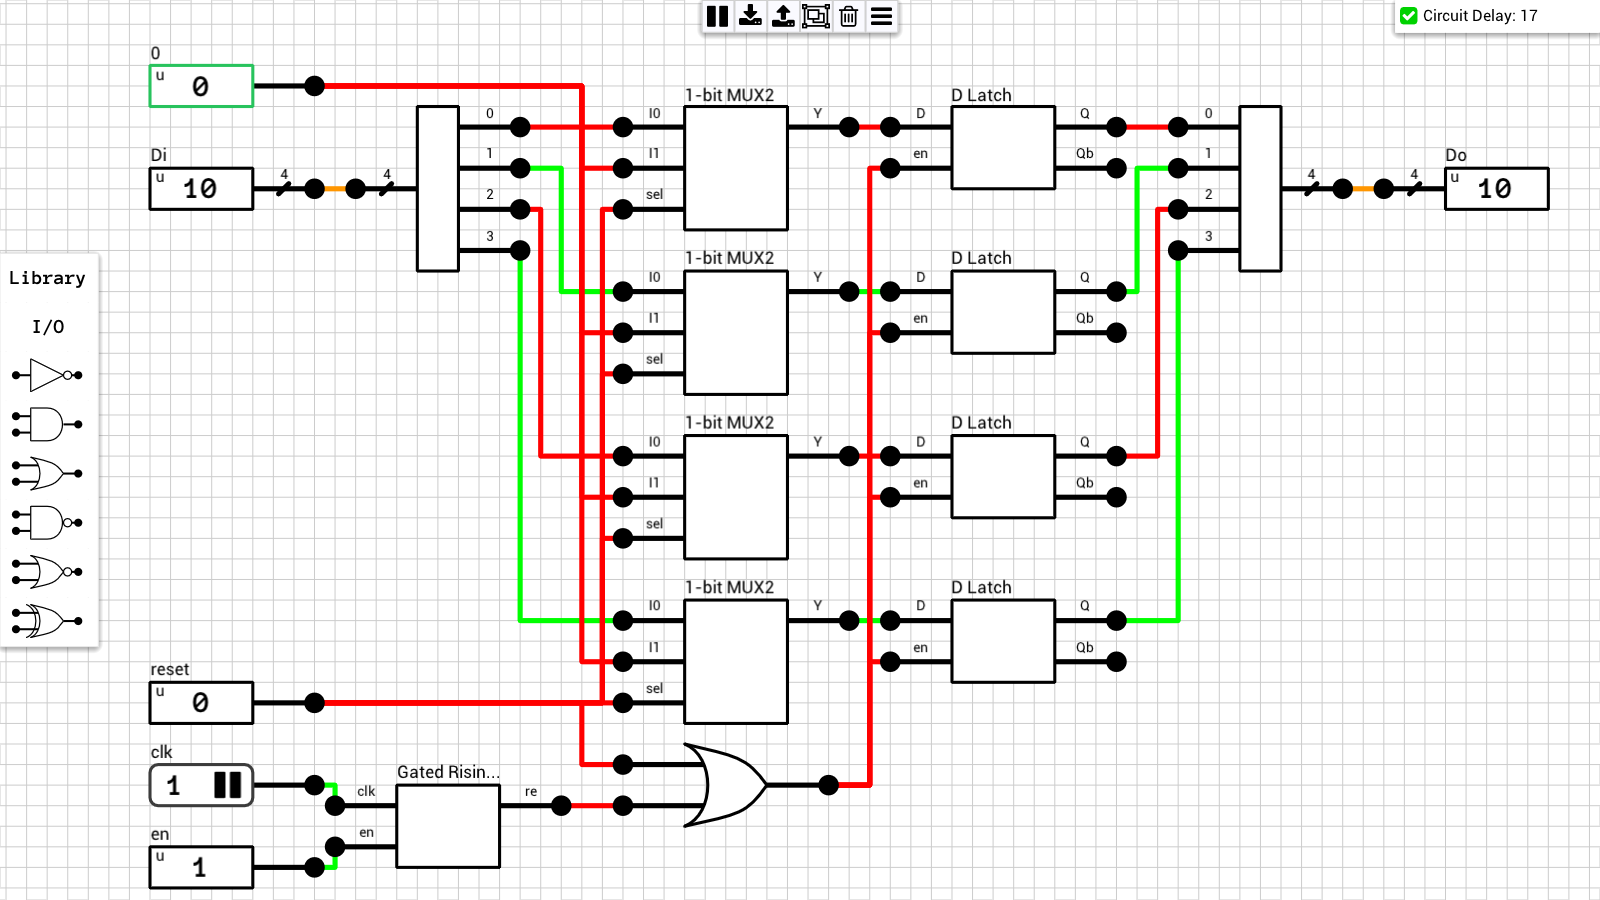 Circuit Delay: 17
0
u 0
Di
u 10
4 4
0
1
2
3
Library
I/O
1-bit MUX2
I0
I1
sel
Y
D Latch
D
en
Q
Qb
1-bit MUX2
I0
I1
sel
Y
D Latch
D
en
Q
Qb
1-bit MUX2
I0
I1
sel
Y
D Latch
D
en
Q
Qb
1-bit MUX2
I0
I1
sel
Y
D Latch
D
en
Q
Qb
0
1
2
3
4 4
Do
u 10
reset
u 0
clk
1
en
u 1
Gated Risin...
clk
en
re